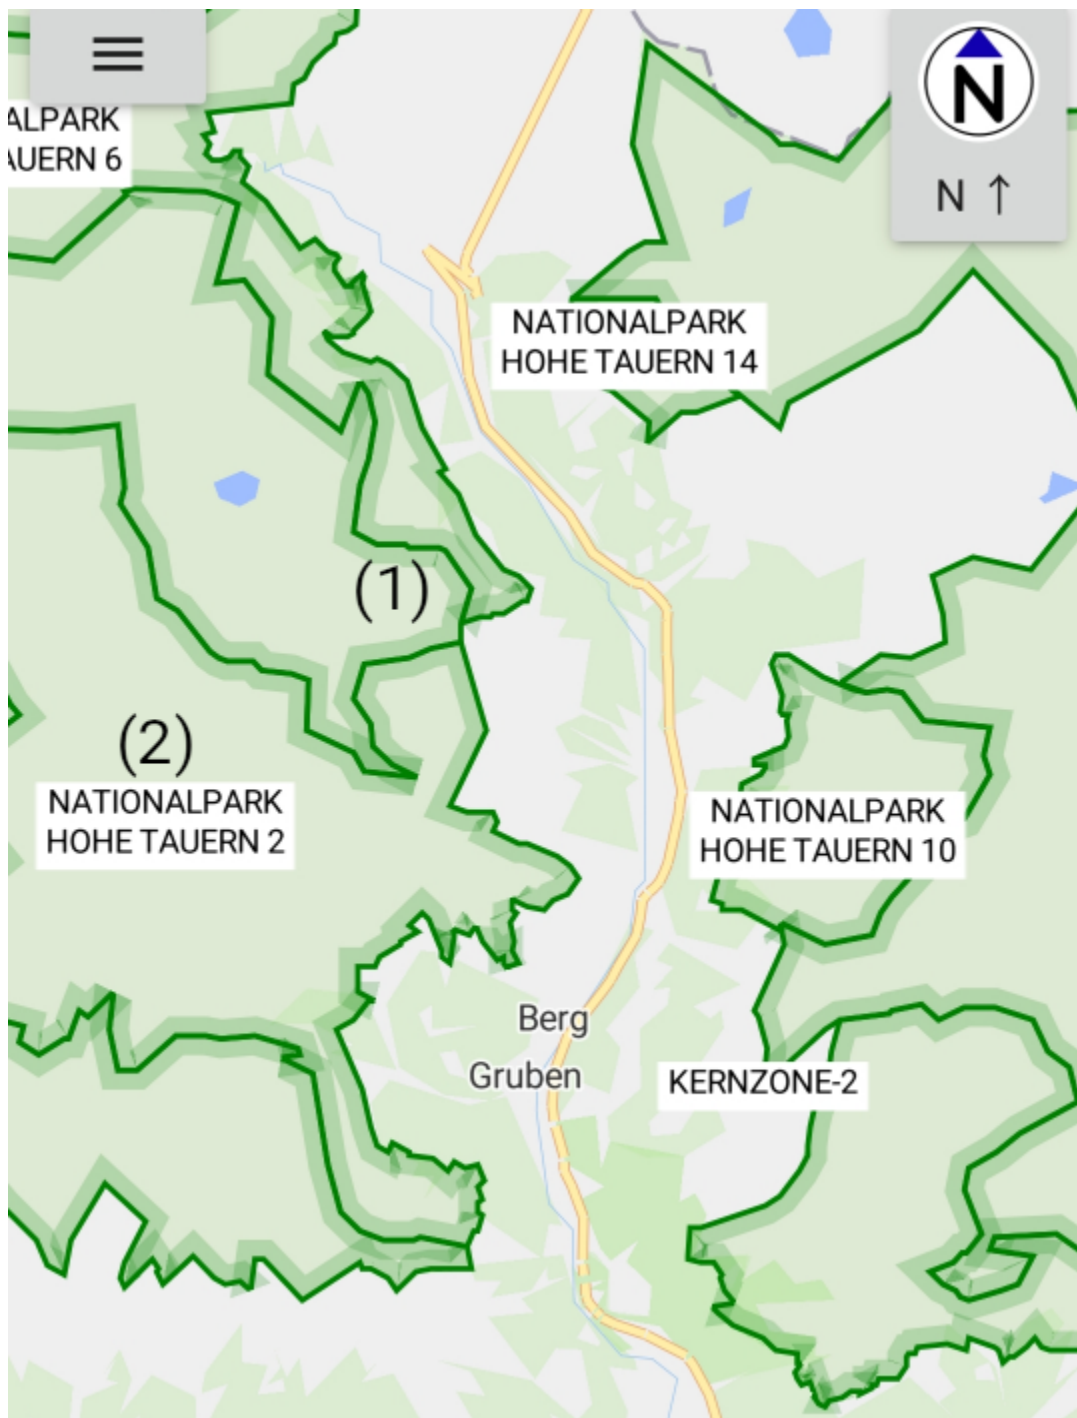 ALPARK
AUERN 6
N
N ↑
NATIONALPARK
HOHE TAUERN 14
(1)
(2)
NATIONALPARK
HOHE TAUERN 2
NATIONALPARK
HOHE TAUERN 10
Berg
Gruben
KERNZONE-2